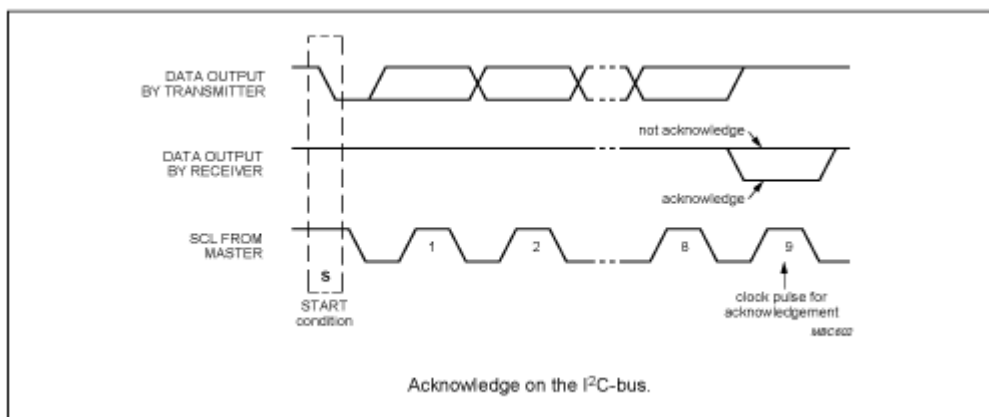 DATA OUTPUT
BY TRANSMITTER
not acknowledge
DATA OUTPUT
BY RECEIVER
acknowledge
SCL FROM
MASTER
1
2
8
9
S
START
condition
clock pulse for
acknowledgement
MBC602
Acknowledge on the I²C-bus.